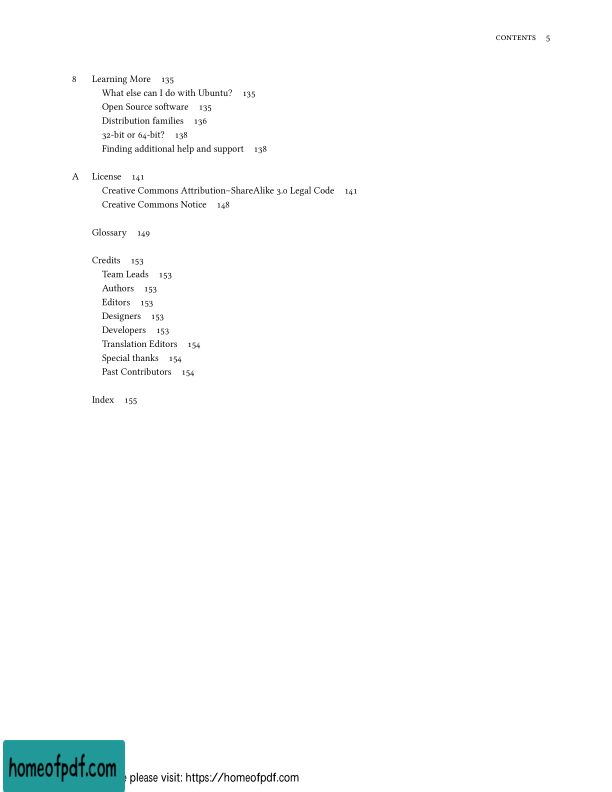 CONTENTS 5
8 Learning More 135
What else can I do with Ubuntu? 135
Open Source software 135
Distribution families 136
32-bit or 64-bit? 138
Finding additional help and support 138
A License 141
Creative Commons Attribution–ShareAlike 3.0 Legal Code 141
Creative Commons Notice 148
Glossary 149
Credits 153
Team Leads 153
Authors 153
Editors 153
Designers 153
Developers 153
Translation Editors 154
Special thanks 154
Past Contributors 154
Index 155
homeofpdf.com
please visit: https://homeofpdf.com